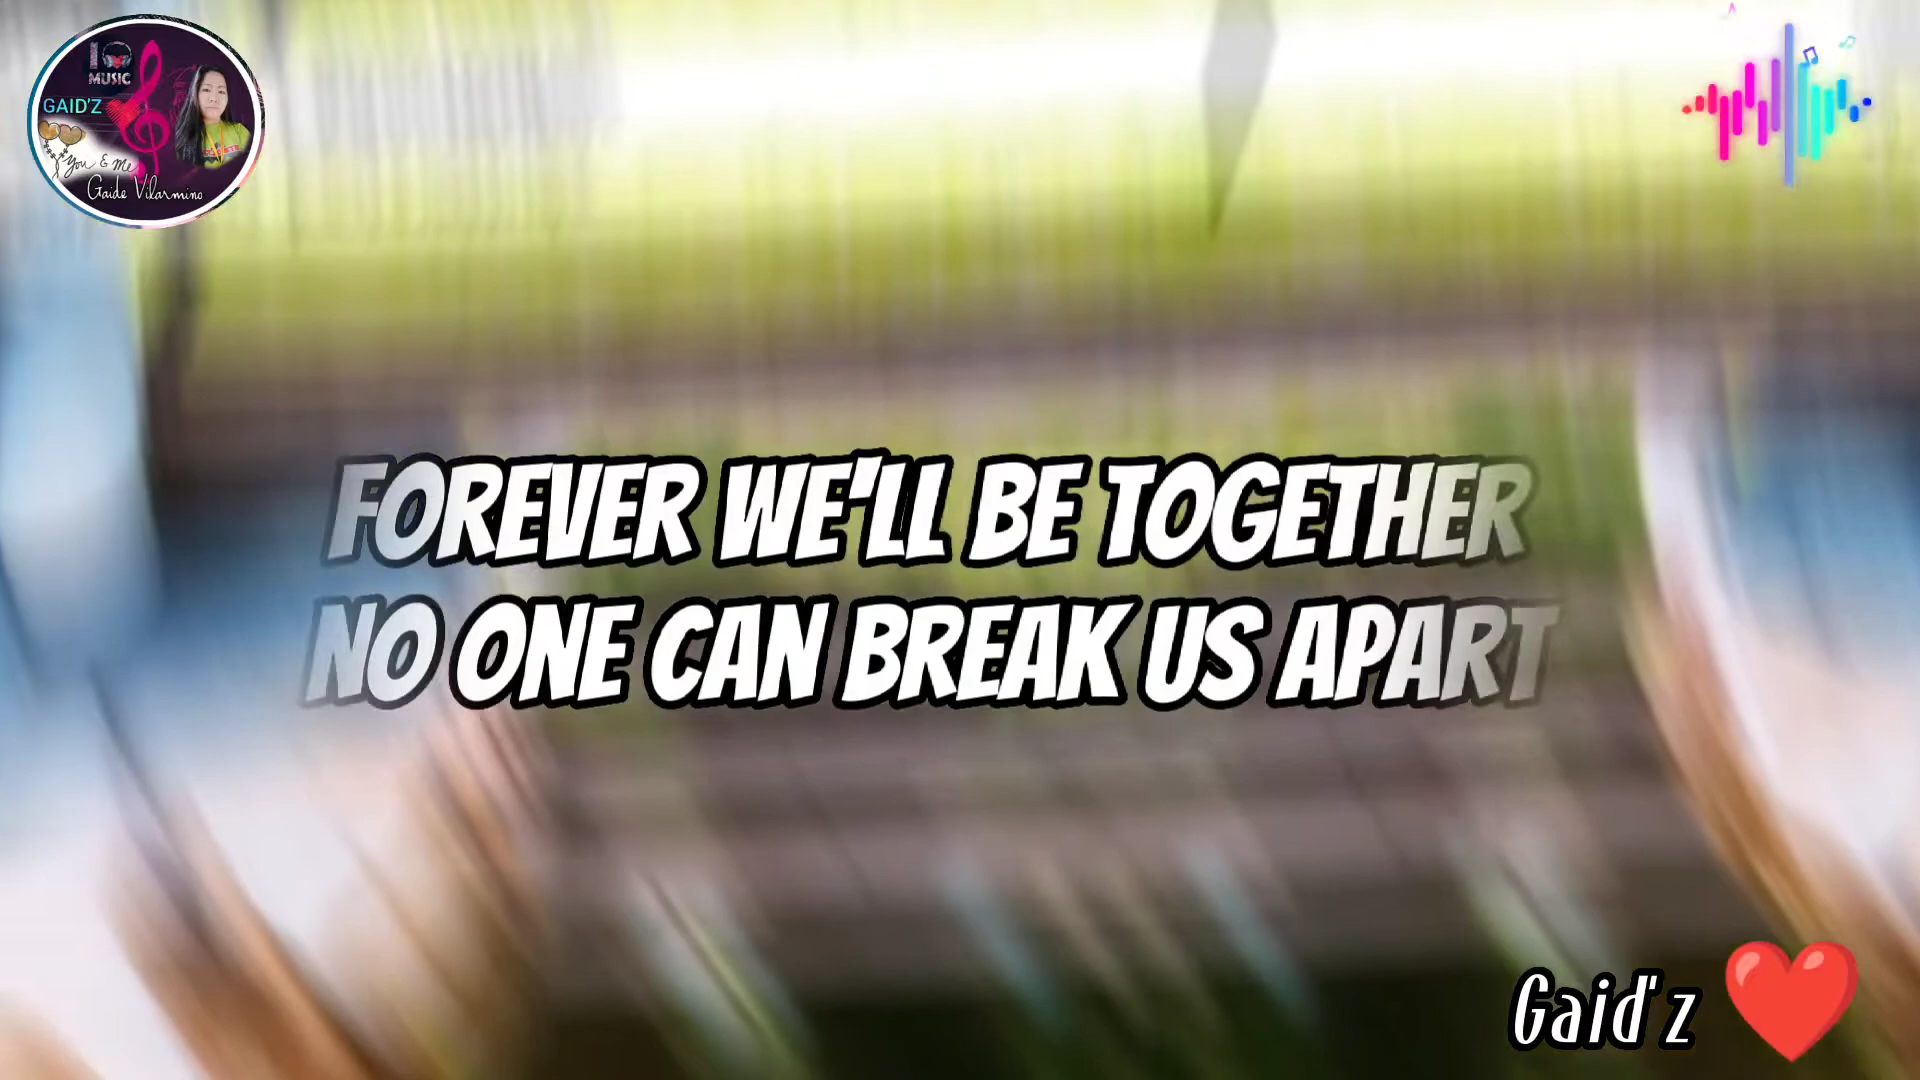 I
MUSIC
GAID'Z
You & Me
Gaide Vilarmino
FOREVER WE'LL BE TOGETHER
NO ONE CAN BREAK US APART
Gaid'z